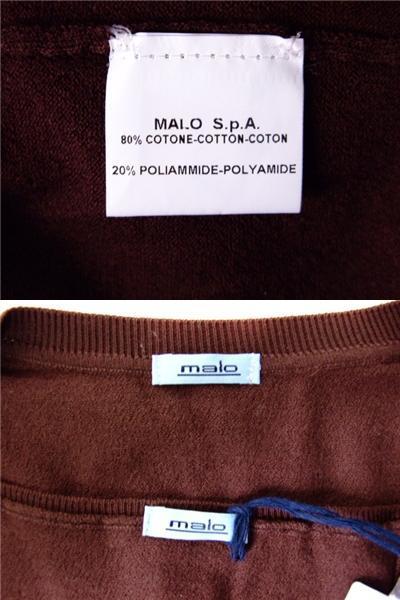 MALO S.p.A.
80% COTONE-COTTON-COTON
20% POLIAMMIDE-POLYAMIDE
malo
malo